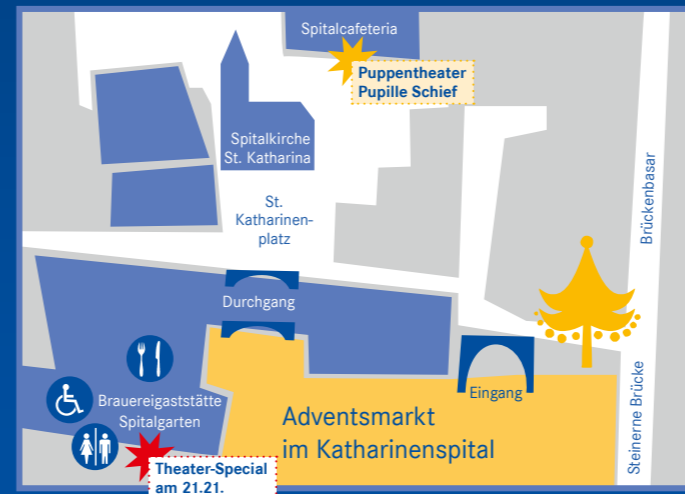 Spitalcafeteria
Puppentheater
Pupille Schief
Spitalkirche
St. Katharina
St.
Katharinen-
platz
Brückenbasar
Durchgang
Eingang
Steinerne Brücke
Brauereigaststätte
Spitalgarten
Adventsmarkt
im Katharinenspital
Theater-Special
am 21.21.